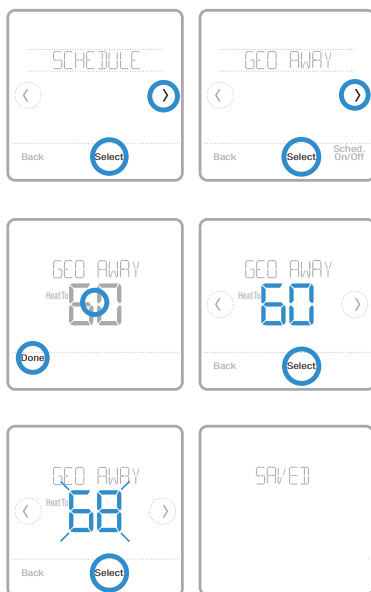 SCHEDULE
Back Select
GEO AWAY
Back Select Sched. On/Off
GEO AWAY
Heat To 60
Done
GEO AWAY
Heat To 60
Back Select
GEO AWAY
Heat To 68
Back Select
SAVED